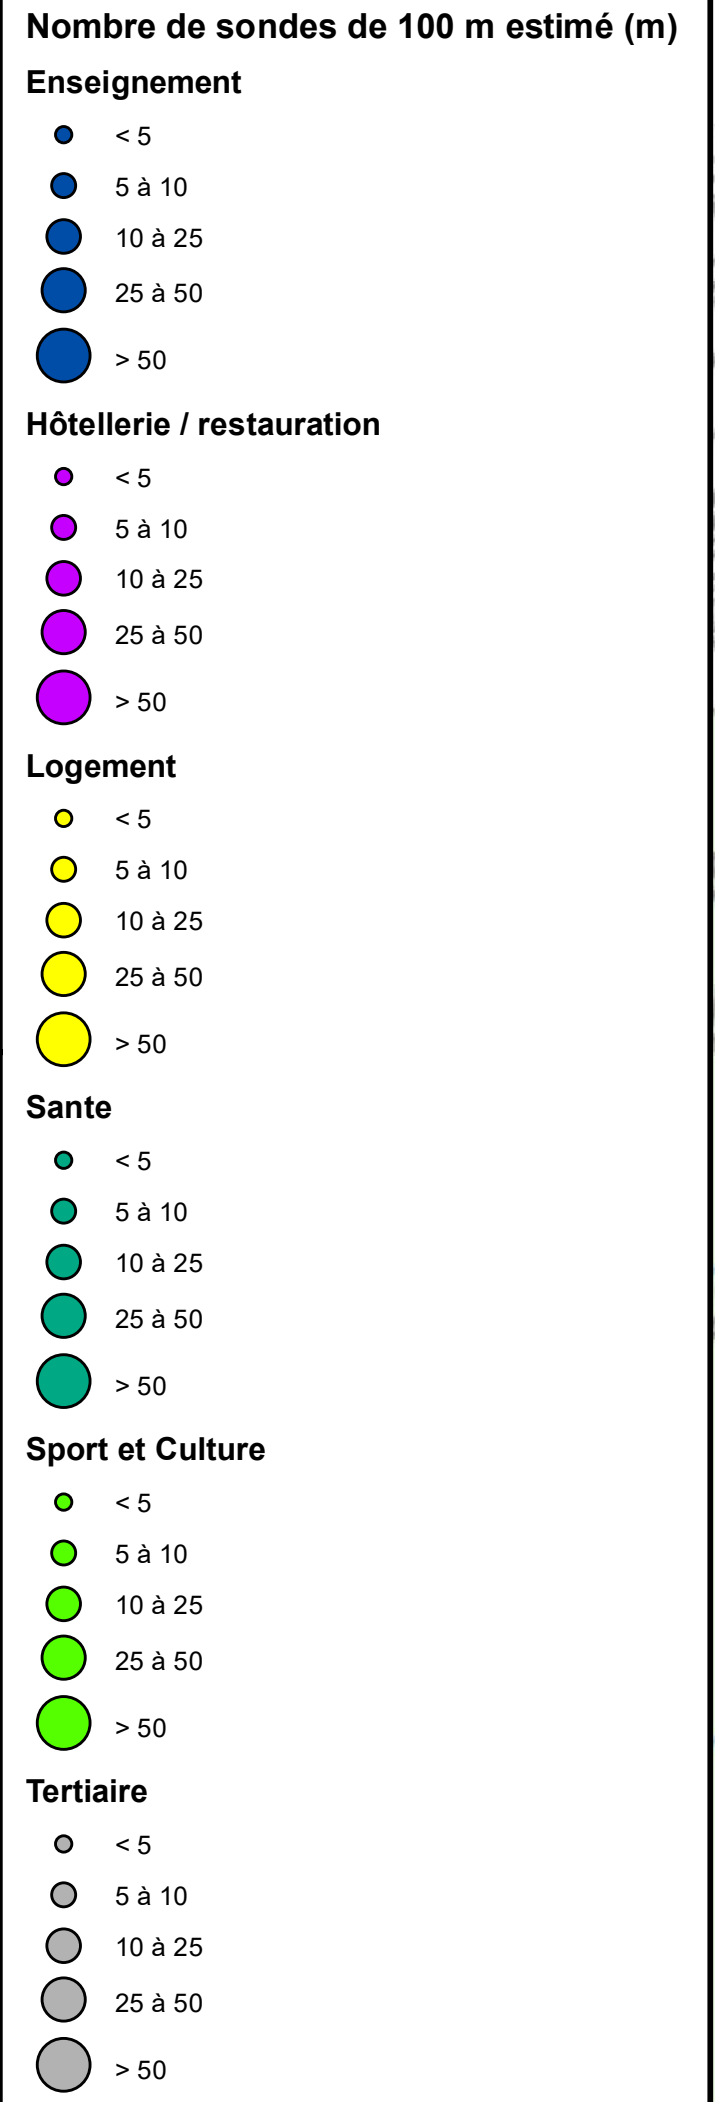 Nombre de sondes de 100 m estimé (m)
Enseignement
< 5
5 à 10
10 à 25
25 à 50
> 50
Hôtellerie / restauration
< 5
5 à 10
10 à 25
25 à 50
> 50
Logement
< 5
5 à 10
10 à 25
25 à 50
> 50
Sante
< 5
5 à 10
10 à 25
25 à 50
> 50
Sport et Culture
< 5
5 à 10
10 à 25
25 à 50
> 50
Tertiaire
< 5
5 à 10
10 à 25
25 à 50
> 50